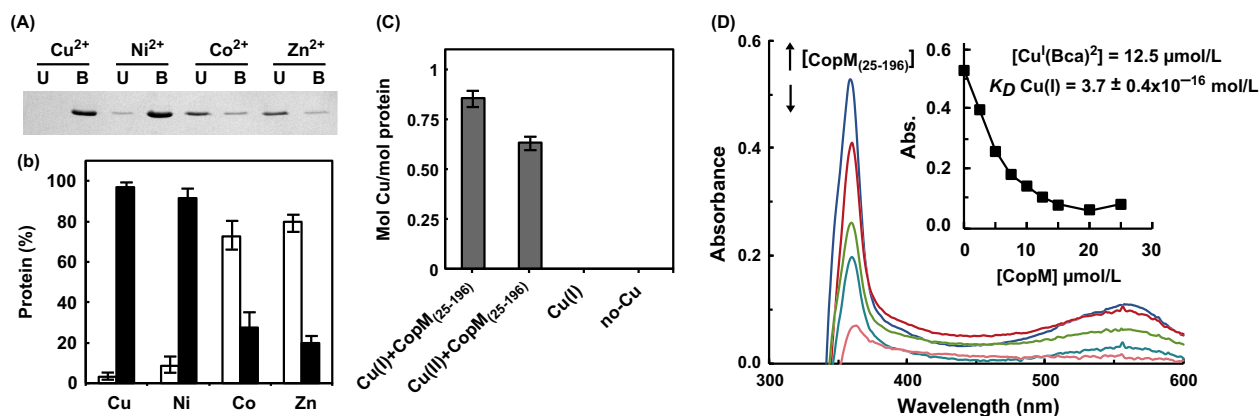 (A)
Cu2+ Ni2+ Co2+ Zn2+
U B U B U B U B
(b)
Protein (%)
100
80
60
40
20
0
Cu Ni Co Zn
(C)
Mol Cu/mol protein
1
0.75
0.5
0.25
0
Cu(I)+CopM(25-196)
Cu(II)+CopM(25-196)
Cu(I)
no-Cu
(D)
Absorbance
0.6
0.4
0.2
0.0
[CopM(25-196)]
300 400 500 600
Wavelength (nm)
Abs.
0.6
0.4
0.2
0.0
0 10 20 30
[CopM] µmol/L
[CuI(Bca)2] = 12.5 µmol/L
KD Cu(I) = 3.7 ± 0.4x10–16 mol/L